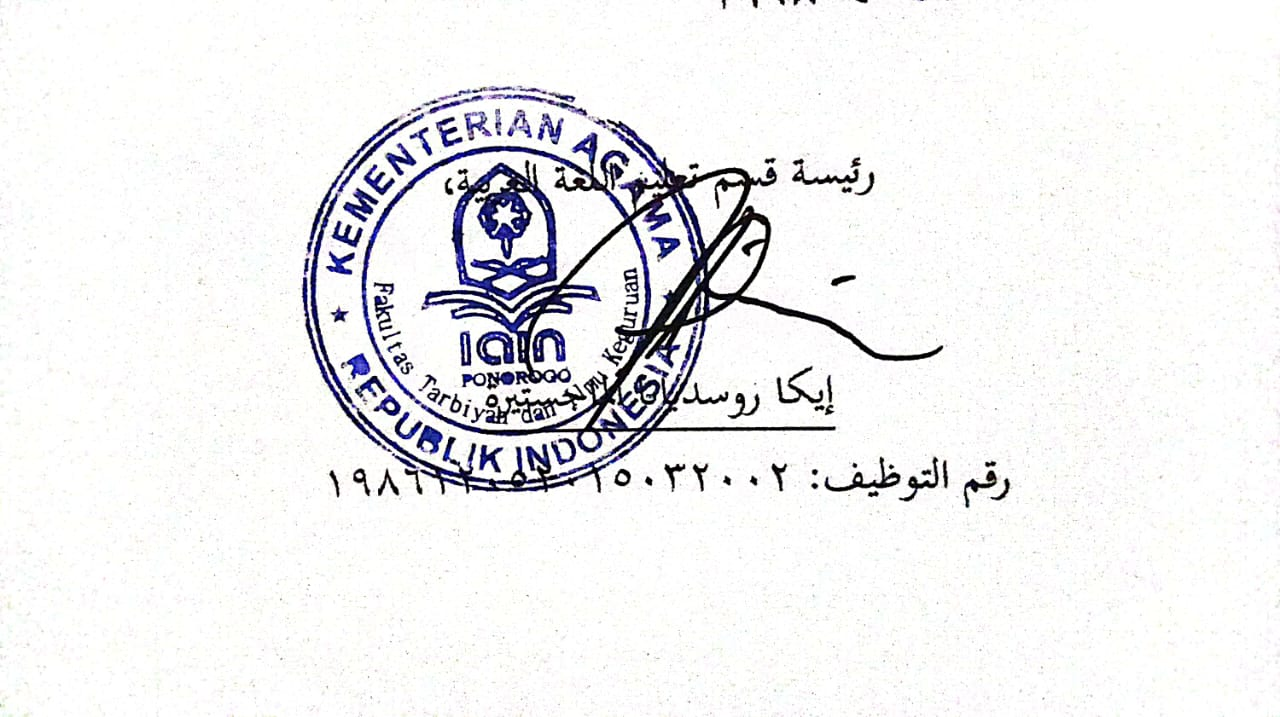 رئيسة قسم تعليم اللغة العربية،
KEMENTERIAN AGAMA
iain
PONOROGO
Fakultas Tarbiyah dan Ilmu Keguruan
REPUBLIK INDONESIA
إيكا روسديانا الماجستيرة
رقم التوظيف: ١٩٨٦١٢٠٥٢٠١٥٠٣٢٠٠٢